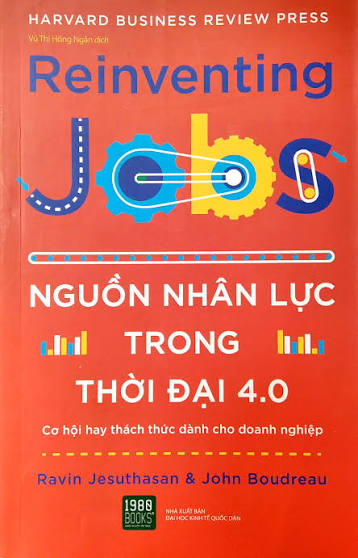 HARVARD BUSINESS REVIEW PRESS
Vũ Thị Hồng Ngân dịch
Reinventing
Jobs
NGUỒN NHÂN LỰC
TRONG
THỜI ĐẠI 4.0
Cơ hội hay thách thức dành cho doanh nghiệp
Ravin Jesuthasan & John Boudreau
1980
BOOKS
NHÀ XUẤT BẢN
ĐẠI HỌC KINH TẾ QUỐC DÂN